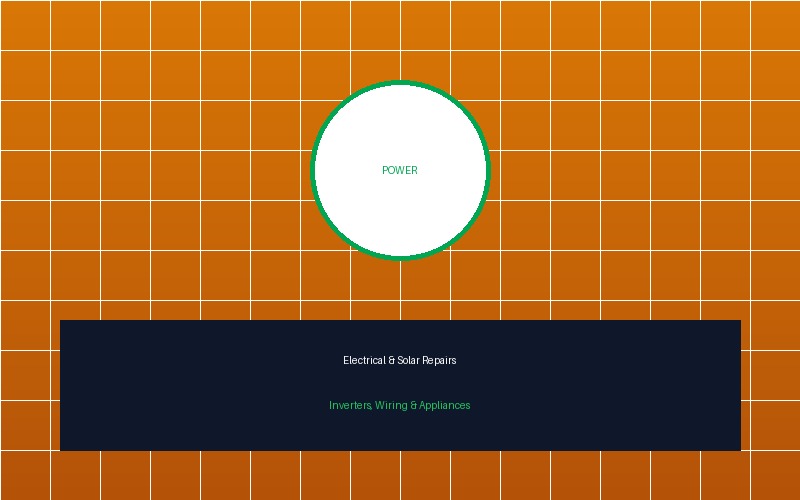 POWER
Electrical & Solar Repairs
Inverters, Wiring & Appliances